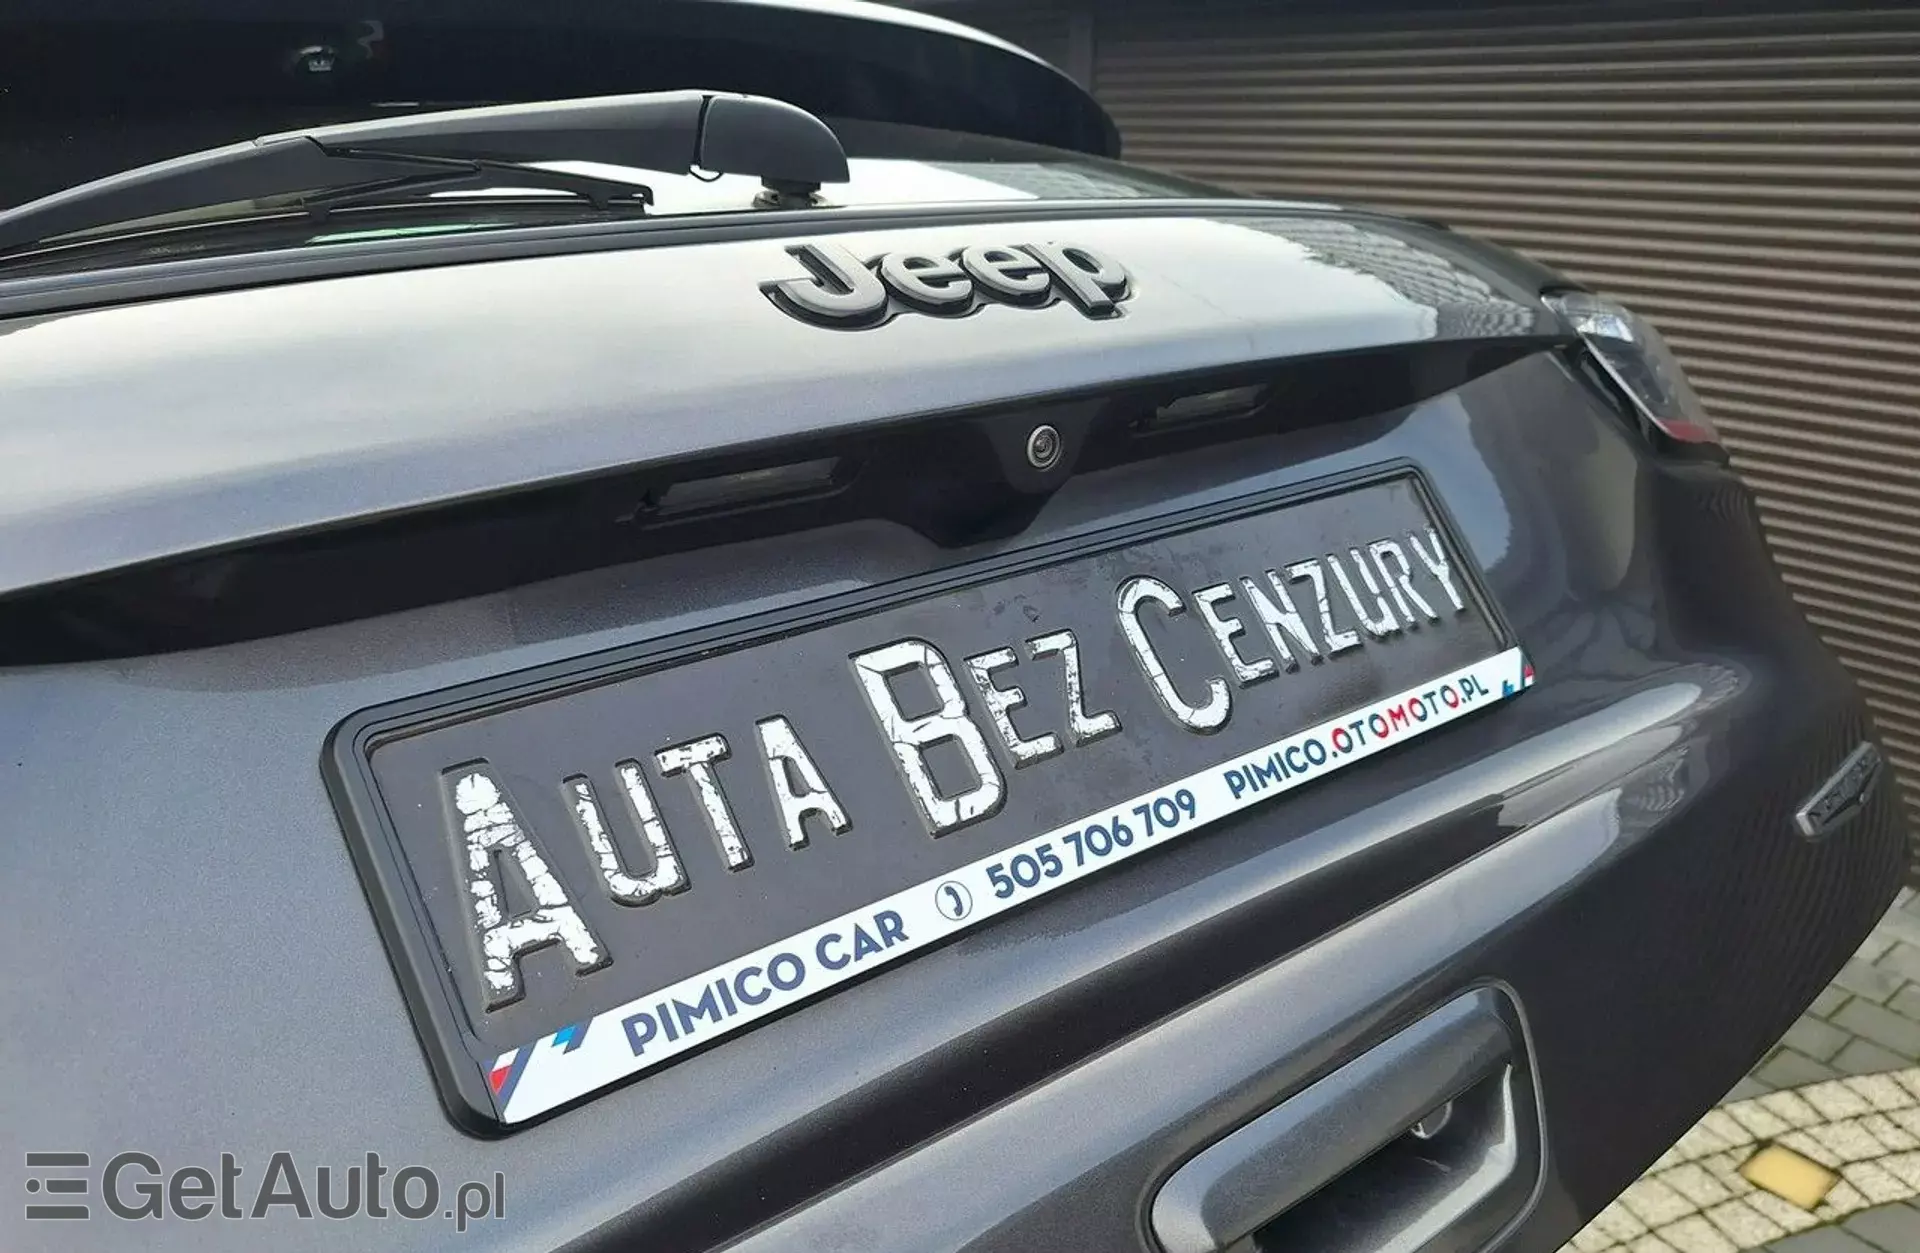 Jeep
AUTA BEZ CENZURY
PIMICO CAR 505 706 709 PIMICO.OTOMOTO.PL
GetAuto.pl